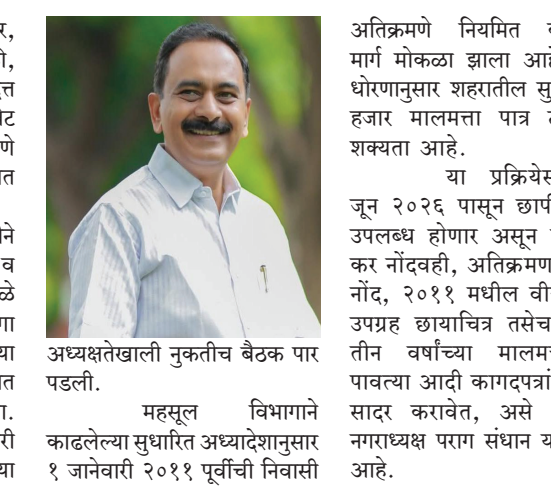 र,
ो,
त्त
ेट
णे
ात
ाने
व
ळे
गा
या
ात
ा.
री
या
अध्यक्षतेखाली नुकतीच बैठक पार
पडली.
महसूल विभागाने
काढलेल्या सुधारित अध्यादेशानुसार
१ जानेवारी २०११ पूर्वीची निवासी
अतिक्रमणे नियमित
मार्ग मोकळा झाला आहे
धोरणानुसार शहरातील सु
हजार मालमत्ता पात्र
शक्यता आहे.
या प्रक्रियेस
जून २०२६ पासून छापी
उपलब्ध होणार असून
कर नोंदवही, अतिक्रमण
नोंद, २०११ मधील वी
उपग्रह छायाचित्र तसेच
तीन वर्षांच्या मालम
पावत्या आदी कागदपत्रां
सादर करावेत, असे
नगराध्यक्ष पराग संधान य
आहे.